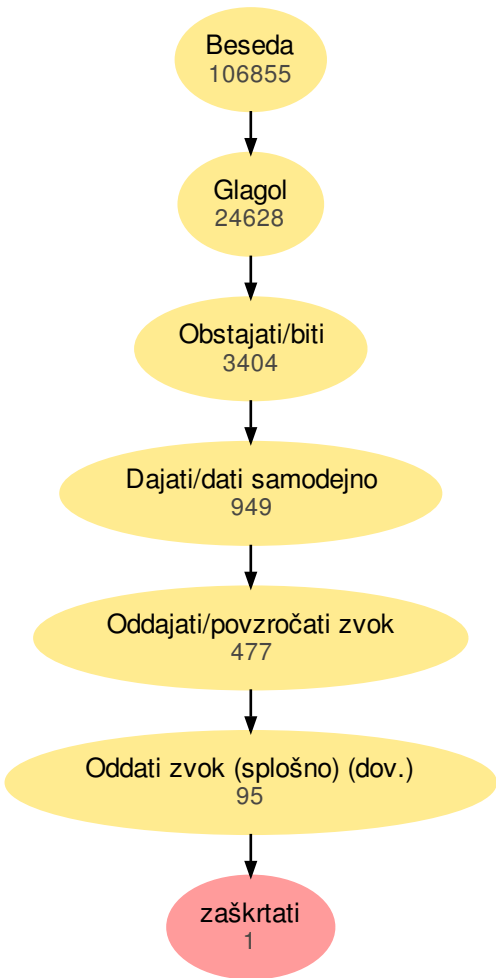 Beseda
106855
Glagol
24628
Obstajati/biti
3404
Dajati/dati samodejno
949
Oddajati/povzročati zvok
477
Oddati zvok (splošno) (dov.)
95
zaškrtati
1